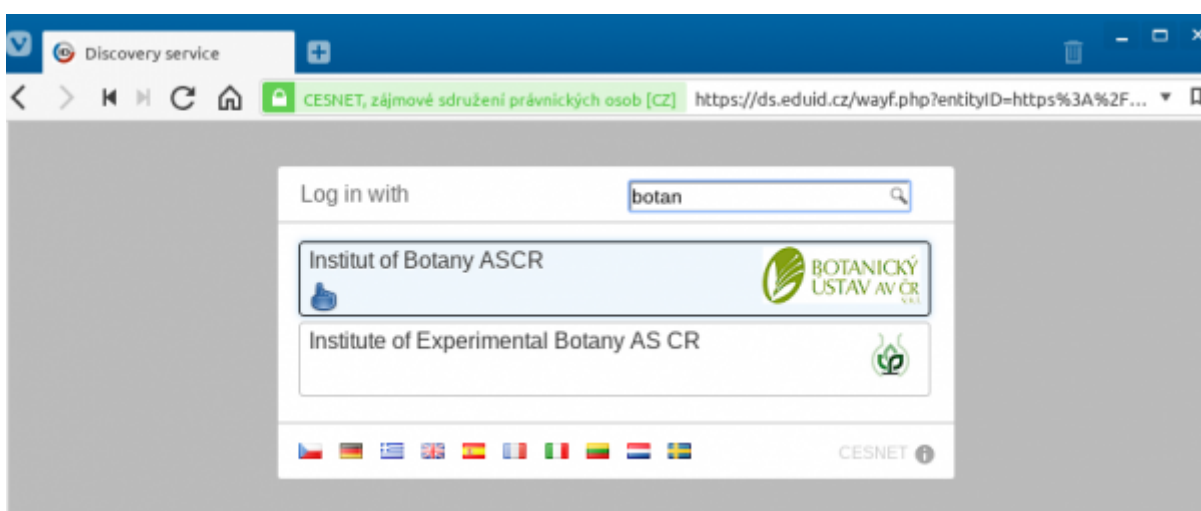 Discovery service
CESNET, zájmové sdružení právnických osob [CZ] https://ds.eduid.cz/wayf.php?entityID=https%3A%2F...
Log in with botan
Institut of Botany ASCR
BOTANICKÝ
ÚSTAV AV ČR
Institute of Experimental Botany AS CR
CESNET